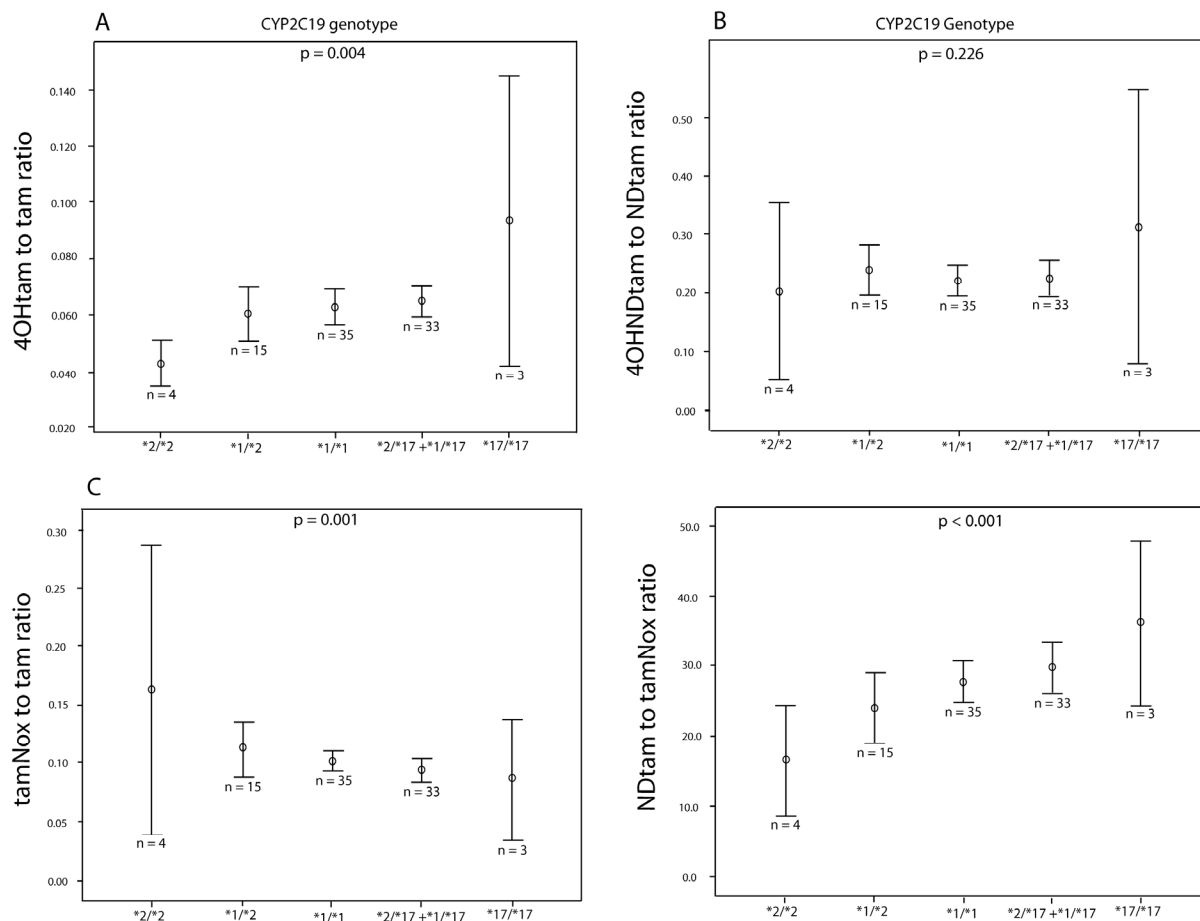 A
CYP2C19 genotype
p = 0.004
4OHtam to tam ratio
0.140
0.120
0.100
0.080
0.060
0.040
0.020
n = 4
n = 15
n = 35
n = 33
n = 3
*2/*2
*1/*2
*1/*1
*2/*17 +*1/*17
*17/*17
B
CYP2C19 Genotype
p = 0.226
4OHNDtam to NDtam ratio
0.50
0.40
0.30
0.20
0.10
0.00
n = 4
n = 15
n = 35
n = 33
n = 3
*2/*2
*1/*2
*1/*1
*2/*17 +*1/*17
*17/*17
C
p = 0.001
tamNox to tam ratio
0.30
0.25
0.20
0.15
0.10
0.05
0.00
n = 4
n = 15
n = 35
n = 33
n = 3
*2/*2
*1/*2
*1/*1
*2/*17 +*1/*17
*17/*17
p < 0.001
NDtam to tamNox ratio
50.0
40.0
30.0
20.0
10.0
0.0
n = 4
n = 15
n = 35
n = 33
n = 3
*2/*2
*1/*2
*1/*1
*2/*17 +*1/*17
*17/*17